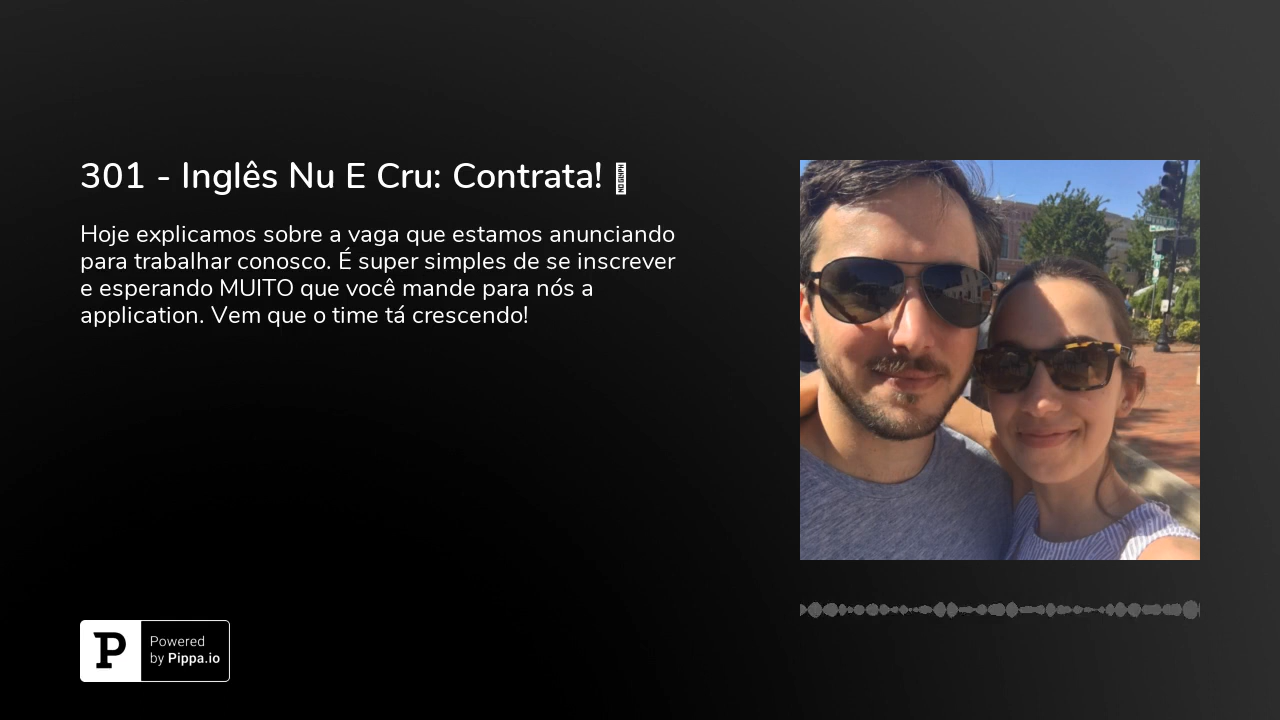 301 - Inglês Nu E Cru: Contrata!
Hoje explicamos sobre a vaga que estamos anunciando
para trabalhar conosco. É super simples de se inscrever
e esperando MUITO que você mande para nós a
application. Vem que o time tá crescendo!
P
Powered
by Pippa.io